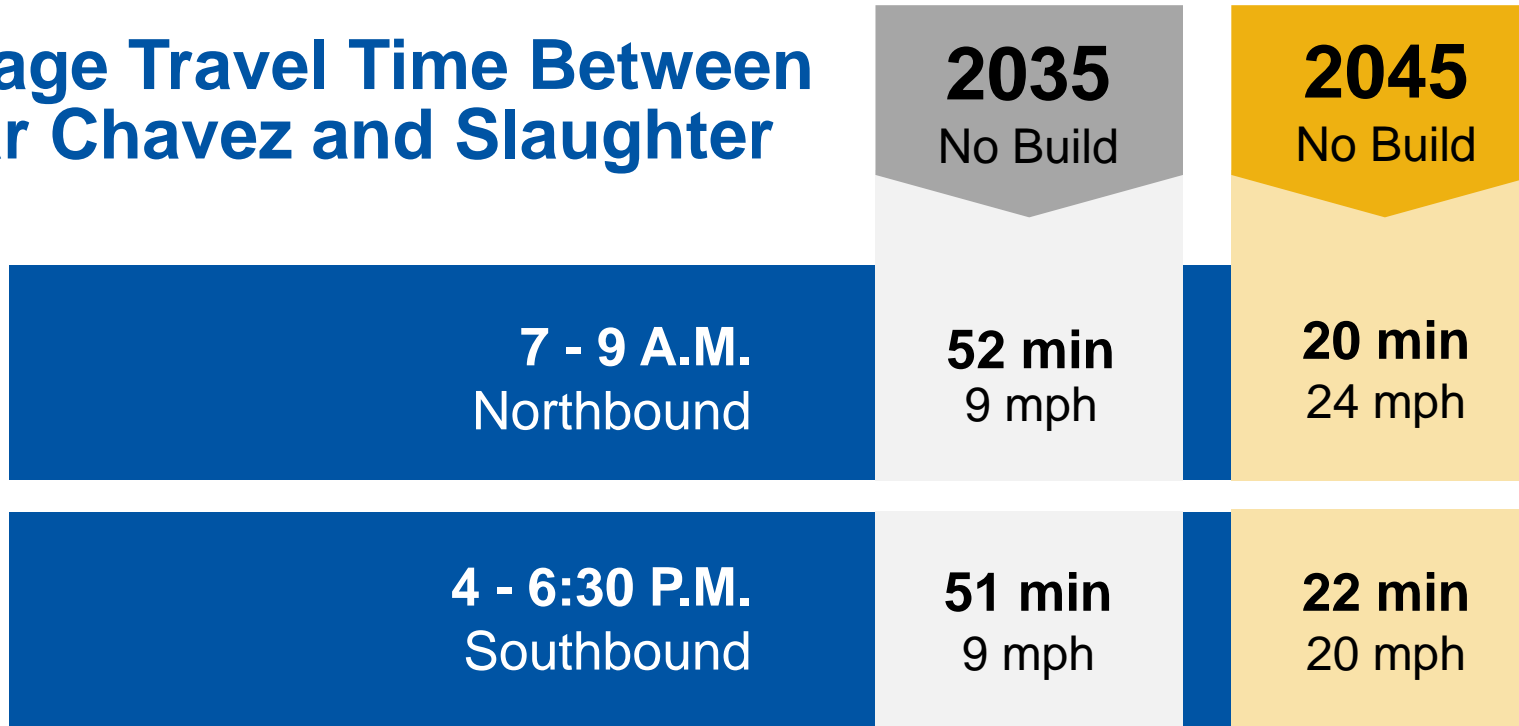 age Travel Time Between
r Chavez and Slaughter
2035
No Build
2045
No Build
7 - 9 A.M.
Northbound
52 min
9 mph
20 min
24 mph
4 - 6:30 P.M.
Southbound
51 min
9 mph
22 min
20 mph